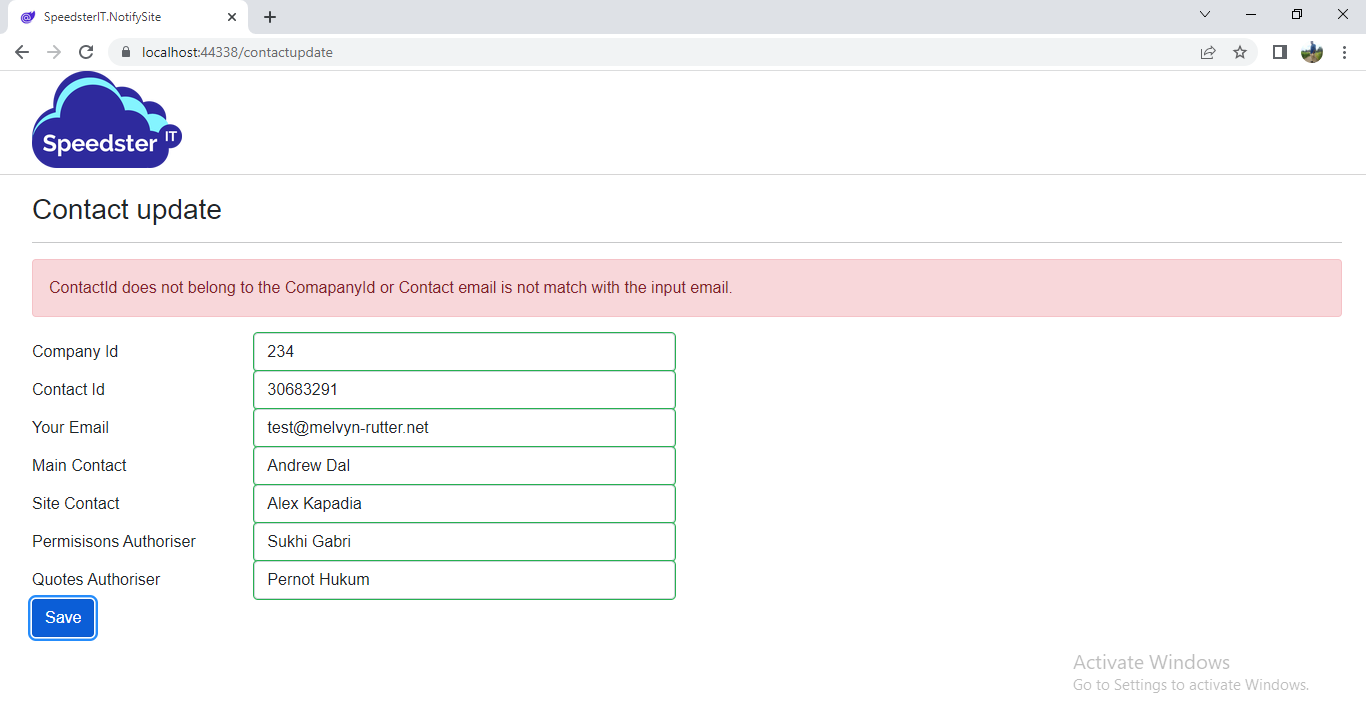 SpeedsterIT.NotifySite
localhost:44338/contactupdate
Speedster IT
Contact update
ContactId does not belong to the ComapanyId or Contact email is not match with the input email.
Company Id 234
Contact Id 30683291
Your Email test@melvyn-rutter.net
Main Contact Andrew Dal
Site Contact Alex Kapadia
Permisisons Authoriser Sukhi Gabri
Quotes Authoriser Pernot Hukum
Save
Activate Windows
Go to Settings to activate Windows.